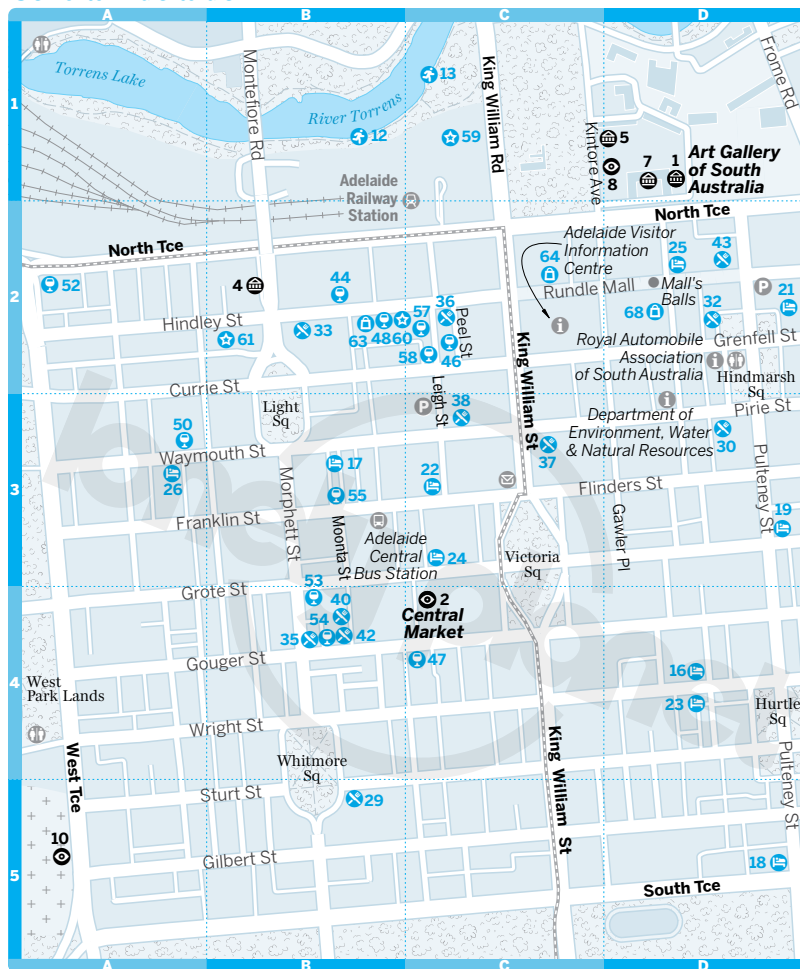 A
B
C
D
1
Torrens Lake
Montefiore Rd
River Torrens
13
12
59
King William Rd
Kintore Ave
Frome Rd
5
7
1
8
Art Gallery
of South
Australia
Adelaide
Railway
Station
North Tce
North Tce
2
52
4
44
Adelaide Visitor
Information
Centre
64
25
43
Rundle Mall
Mall's
Balls
21
Hindley St
61
33
63
48
60
57
36
58
46
Peel St
68
32
Grenfell St
King William St
Royal Automobile
Association
of South Australia
Hindmarsh
Sq
Currie St
Light
Sq
Leigh St
P
P
38
Pirie St
Department of
Environment, Water
& Natural Resources
30
37
3
50
Waymouth St
26
17
55
22
Flinders St
Pulteney St
19
Franklin St
Morphett St
Moonta St
Adelaide
Central
Bus Station
24
Victoria
Sq
Gawler Pl
Grote St
53
40
54
35
42
2
Central
Market
47
Gouger St
4
West
Park Lands
16
23
Hurtle
Sq
Wright St
West Tce
Whitmore
Sq
King William St
Pulteney St
Sturt St
29
10
Gilbert St
5
18
South Tce
A
B
C
D
lonely planet